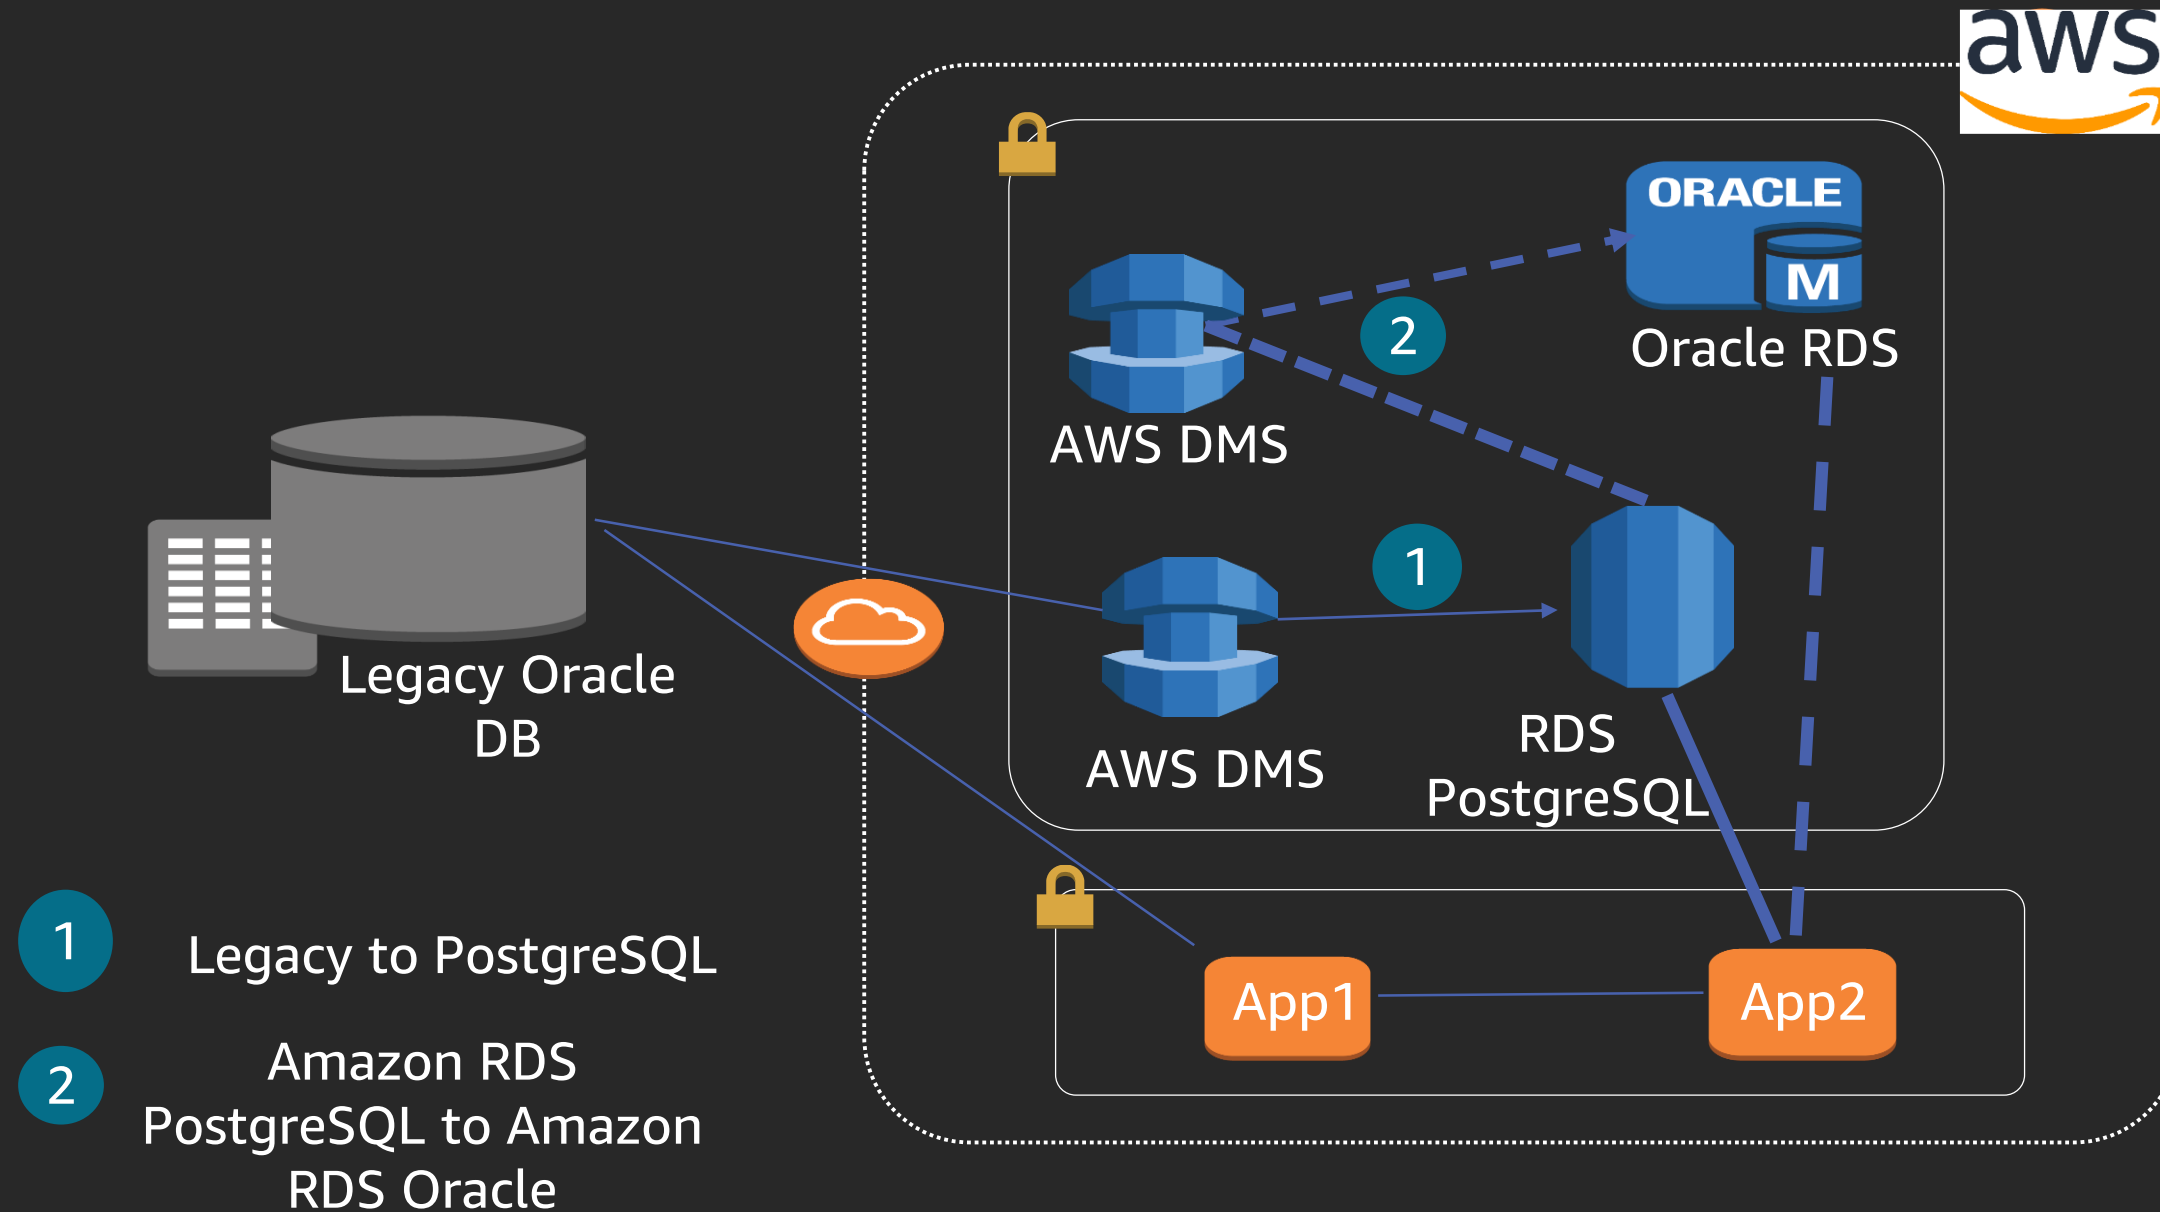 aws
ORACLE
M
Oracle RDS
2
AWS DMS
1
Legacy Oracle
DB
AWS DMS
RDS
PostgreSQL
1
Legacy to PostgreSQL
App1
App2
2
Amazon RDS
PostgreSQL to Amazon
RDS Oracle